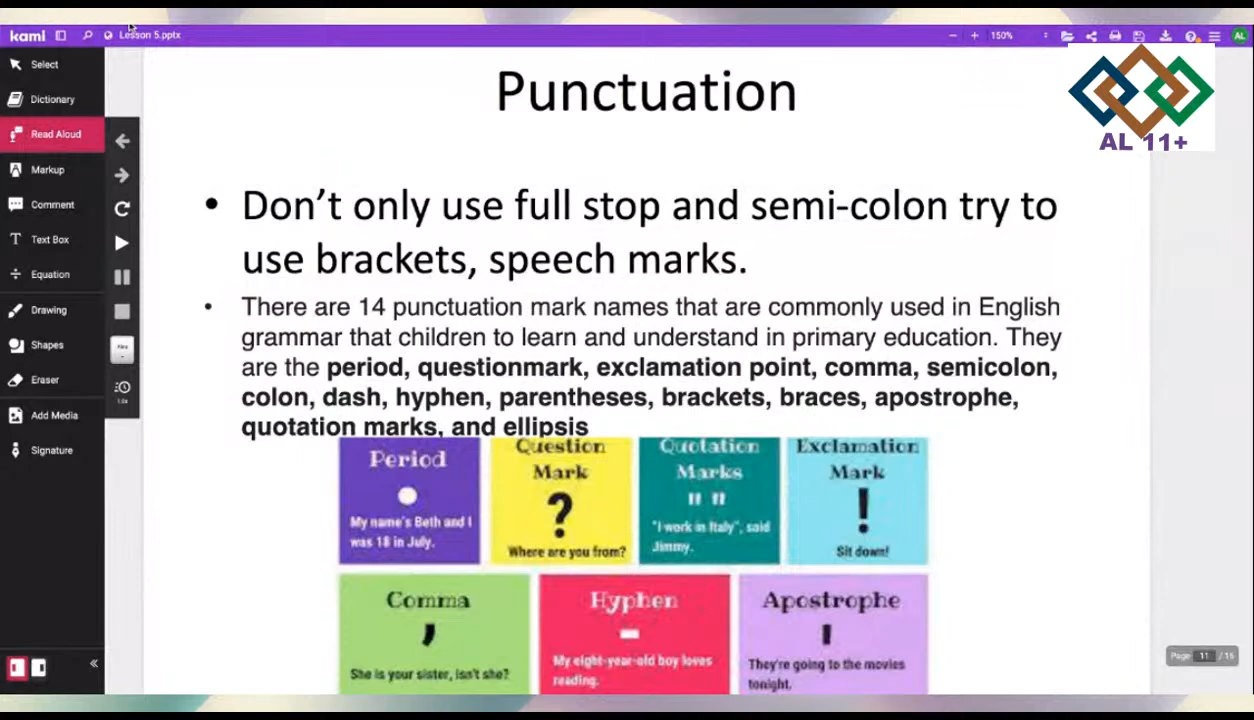 kami
Lesson 5.pptx
150%
AL
AL 11+
Select
Dictionary
Read Aloud
Markup
Comment
Text Box
Equation
Drawing
Shapes
Eraser
Add Media
Signature
1.0x
Punctuation
• Don't only use full stop and semi-colon try to
use brackets, speech marks.
• There are 14 punctuation mark names that are commonly used in English
grammar that children to learn and understand in primary education. They
are the period, questionmark, exclamation point, comma, semicolon,
colon, dash, hyphen, parentheses, brackets, braces, apostrophe,
quotation marks, and ellipsis
Period
.
My name's Beth and I
was 18 in July.
Question
Mark
?
Where are you from?
Quotation
Marks
" "
"I work in Italy", said
Jimmy.
Exclamation
Mark
!
Sit down!
Comma
,
She is your sister, isn't she?
Hyphen
-
My eight-year-old boy loves
reading.
Apostrophe
'
They're going to the movies
tonight.
Page 11 / 15